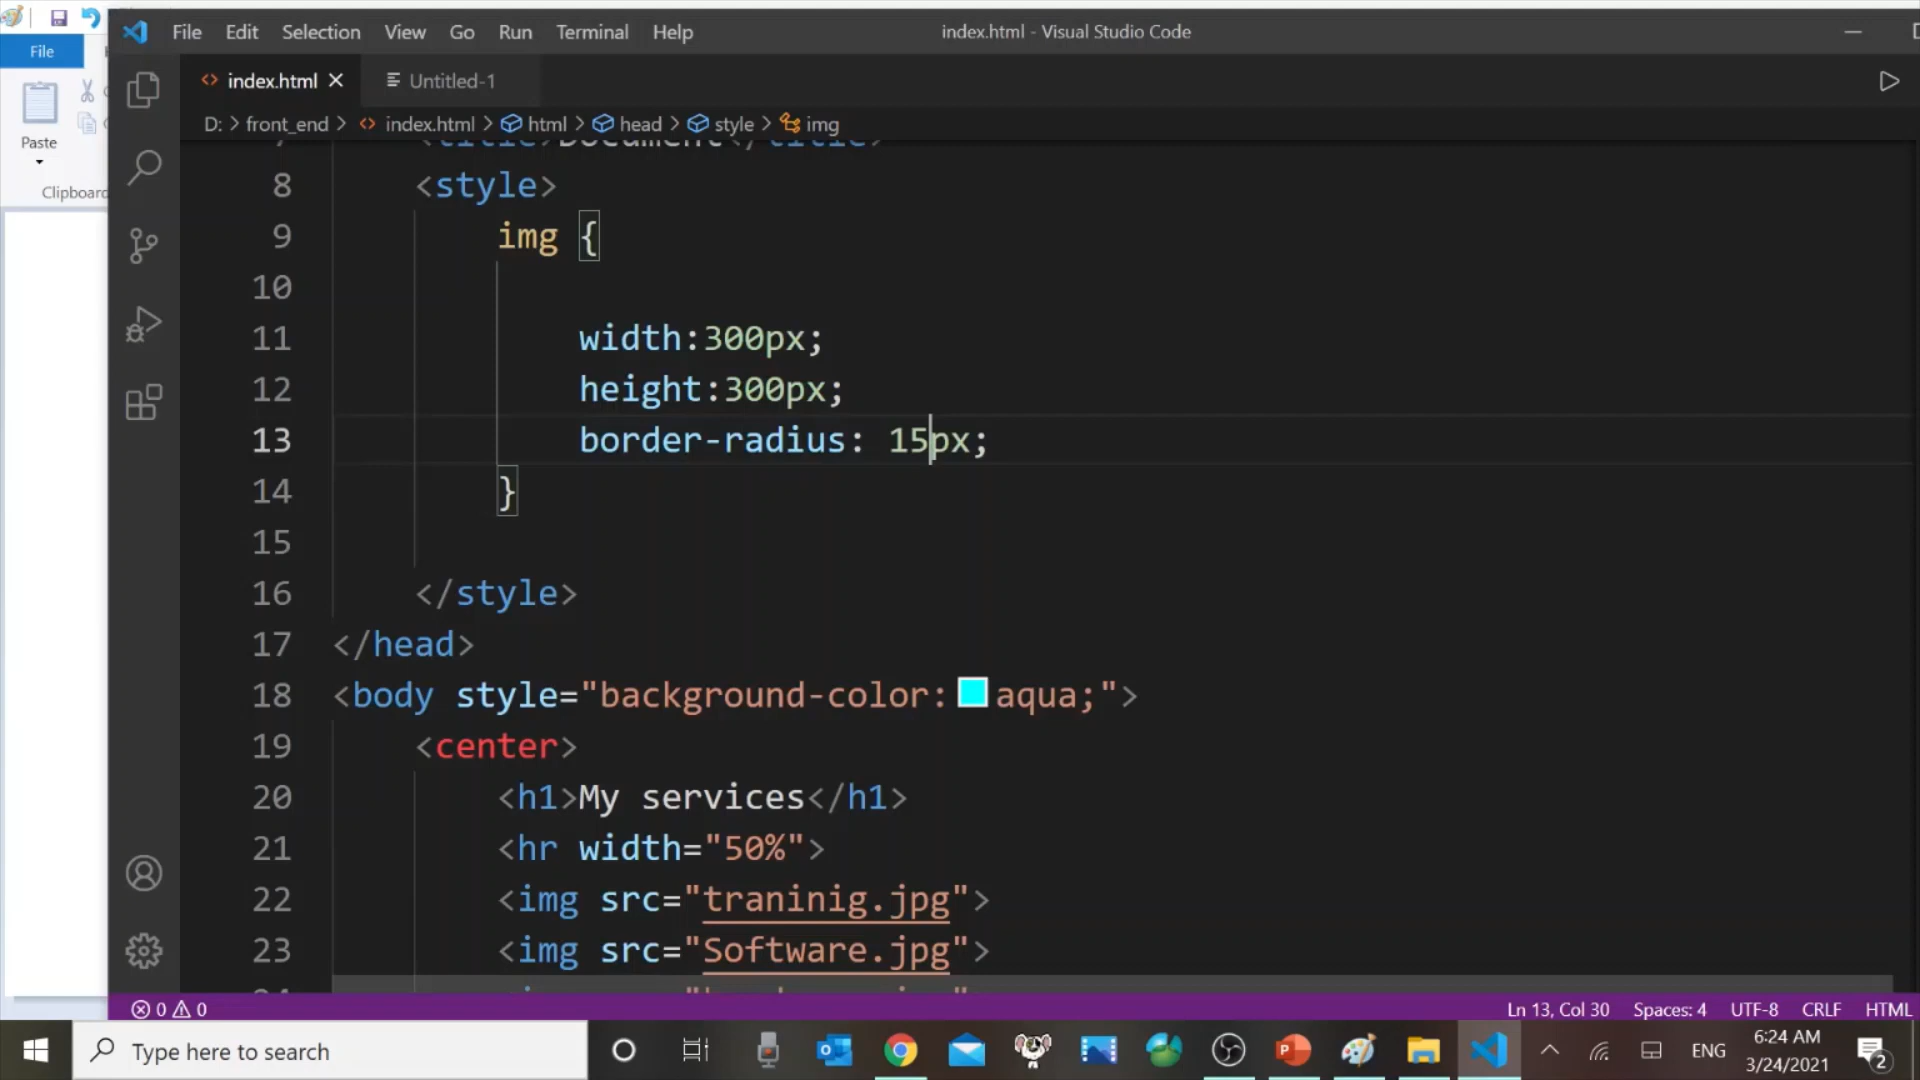 File Edit Selection View Go Run Terminal Help
index.html - Visual Studio Code
File
Paste
Clipboard
index.html
Untitled-1
D: > front_end > index.html > html > head > style > img
<title>Document</title>
8 <style>
9 img {
10
11 width:300px;
12 height:300px;
13 border-radius: 15px;
14 }
15
16 </style>
17 </head>
18 <body style="background-color: aqua;">
19 <center>
20 <h1>My services</h1>
21 <hr width="50%">
22 <img src="traninig.jpg">
23 <img src="Software.jpg">
0 0
Ln 13, Col 30 Spaces: 4 UTF-8 CRLF HTML
Type here to search
ENG
6:24 AM
3/24/2021
2